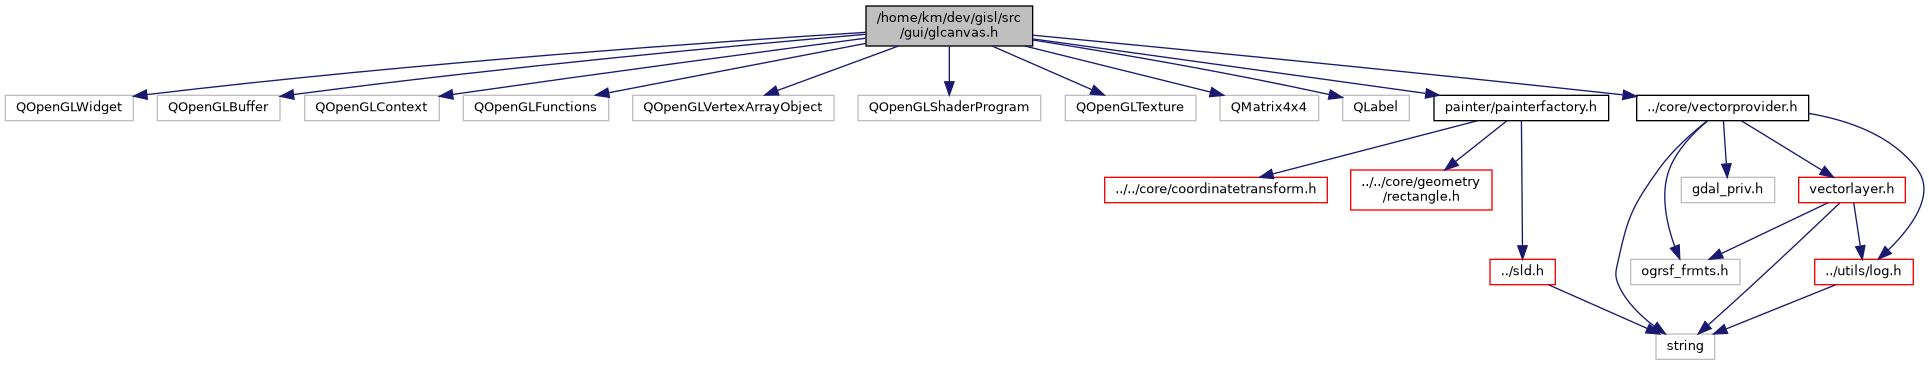 /home/km/dev/gisl/src
/gui/glcanvas.h
QOpenGLWidget
QOpenGLBuffer
QOpenGLContext
QOpenGLFunctions
QOpenGLVertexArrayObject
QOpenGLShaderProgram
QOpenGLTexture
QMatrix4x4
QLabel
painter/painterfactory.h
../core/vectorprovider.h
../../core/coordinatetransform.h
../../core/geometry
/rectangle.h
gdal_priv.h
vectorlayer.h
../sld.h
ogrsf_frmts.h
../utils/log.h
string